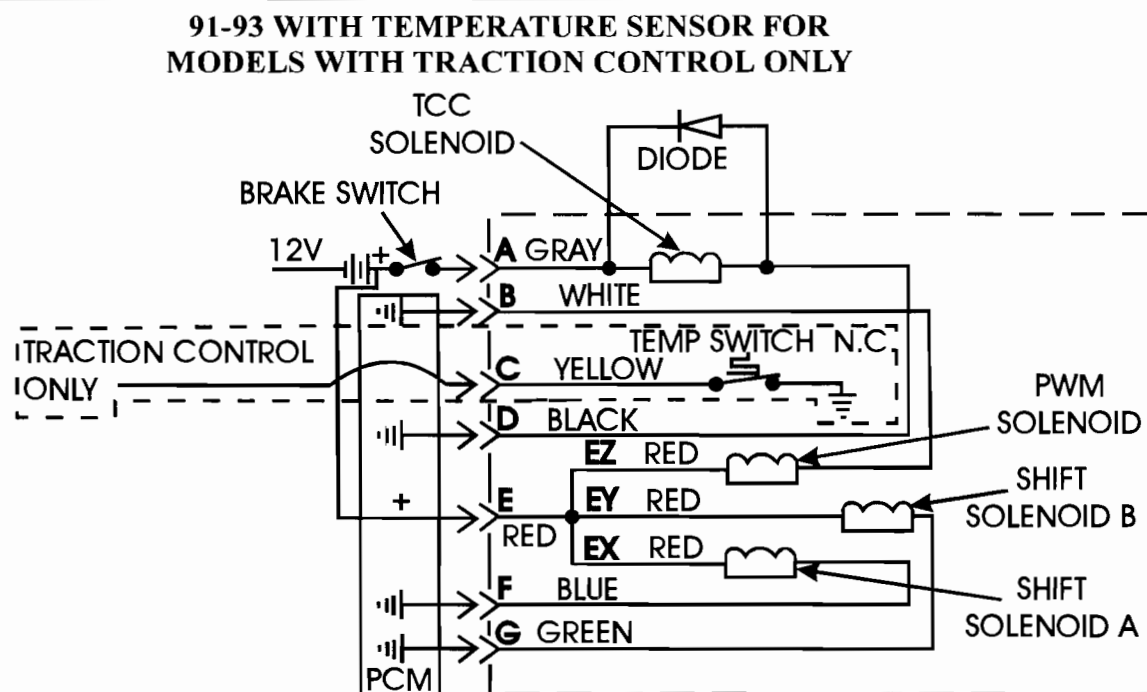 91-93 WITH TEMPERATURE SENSOR FOR
MODELS WITH TRACTION CONTROL ONLY
TCC
SOLENOID
DIODE
BRAKE SWITCH
12V
+
A GRAY
B WHITE
TRACTION CONTROL
ONLY
TEMP SWITCH N.C.
C YELLOW
PWM
SOLENOID
D BLACK
EZ RED
SHIFT
SOLENOID B
+
E
RED
EY RED
EX RED
SHIFT
SOLENOID A
F BLUE
G GREEN
PCM